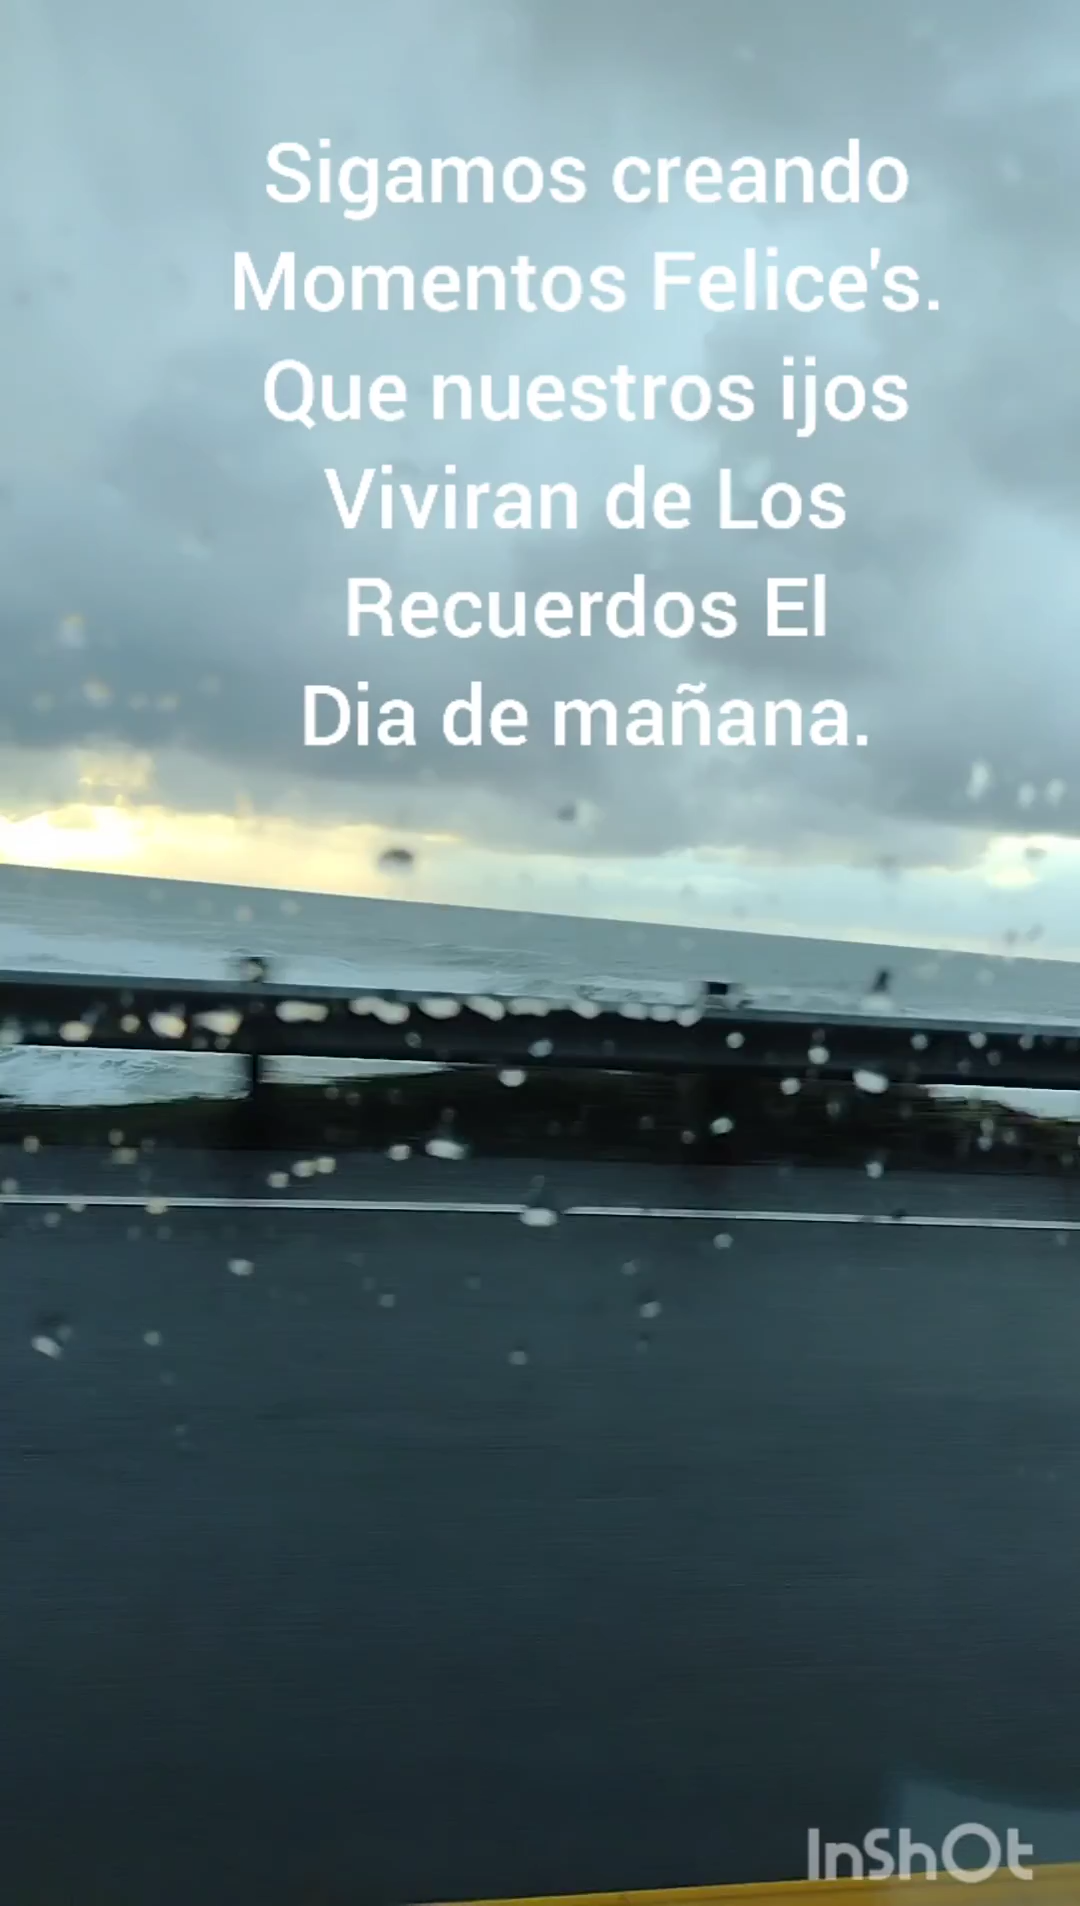 Sigamos creando
Momentos Felice's.
Que nuestros ijos
Viviran de Los
Recuerdos El
Dia de mañana.
InShOt